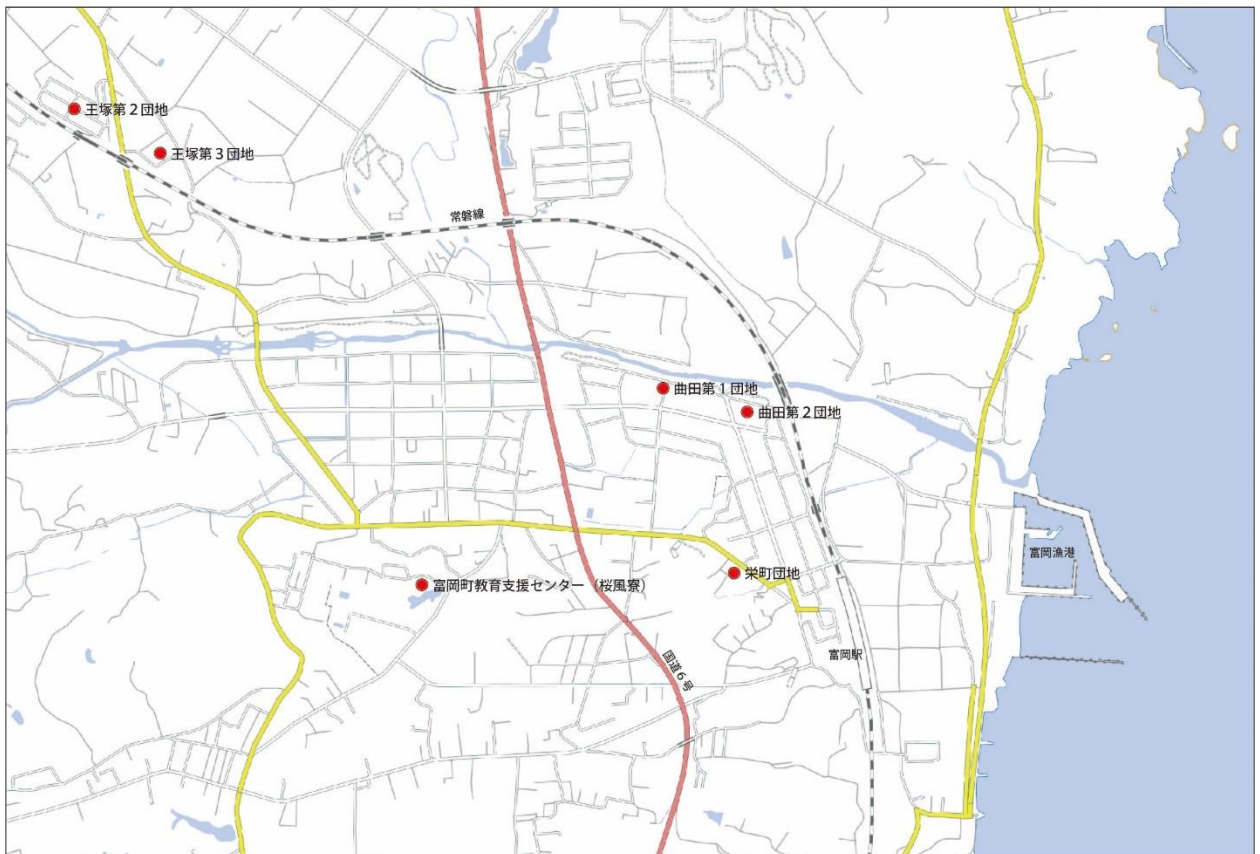 王塚第２団地
王塚第３団地
常磐線
曲田第１団地
曲田第２団地
富岡漁港
栄町団地
富岡町教育支援センター（桜風寮）
富岡駅
国道６号